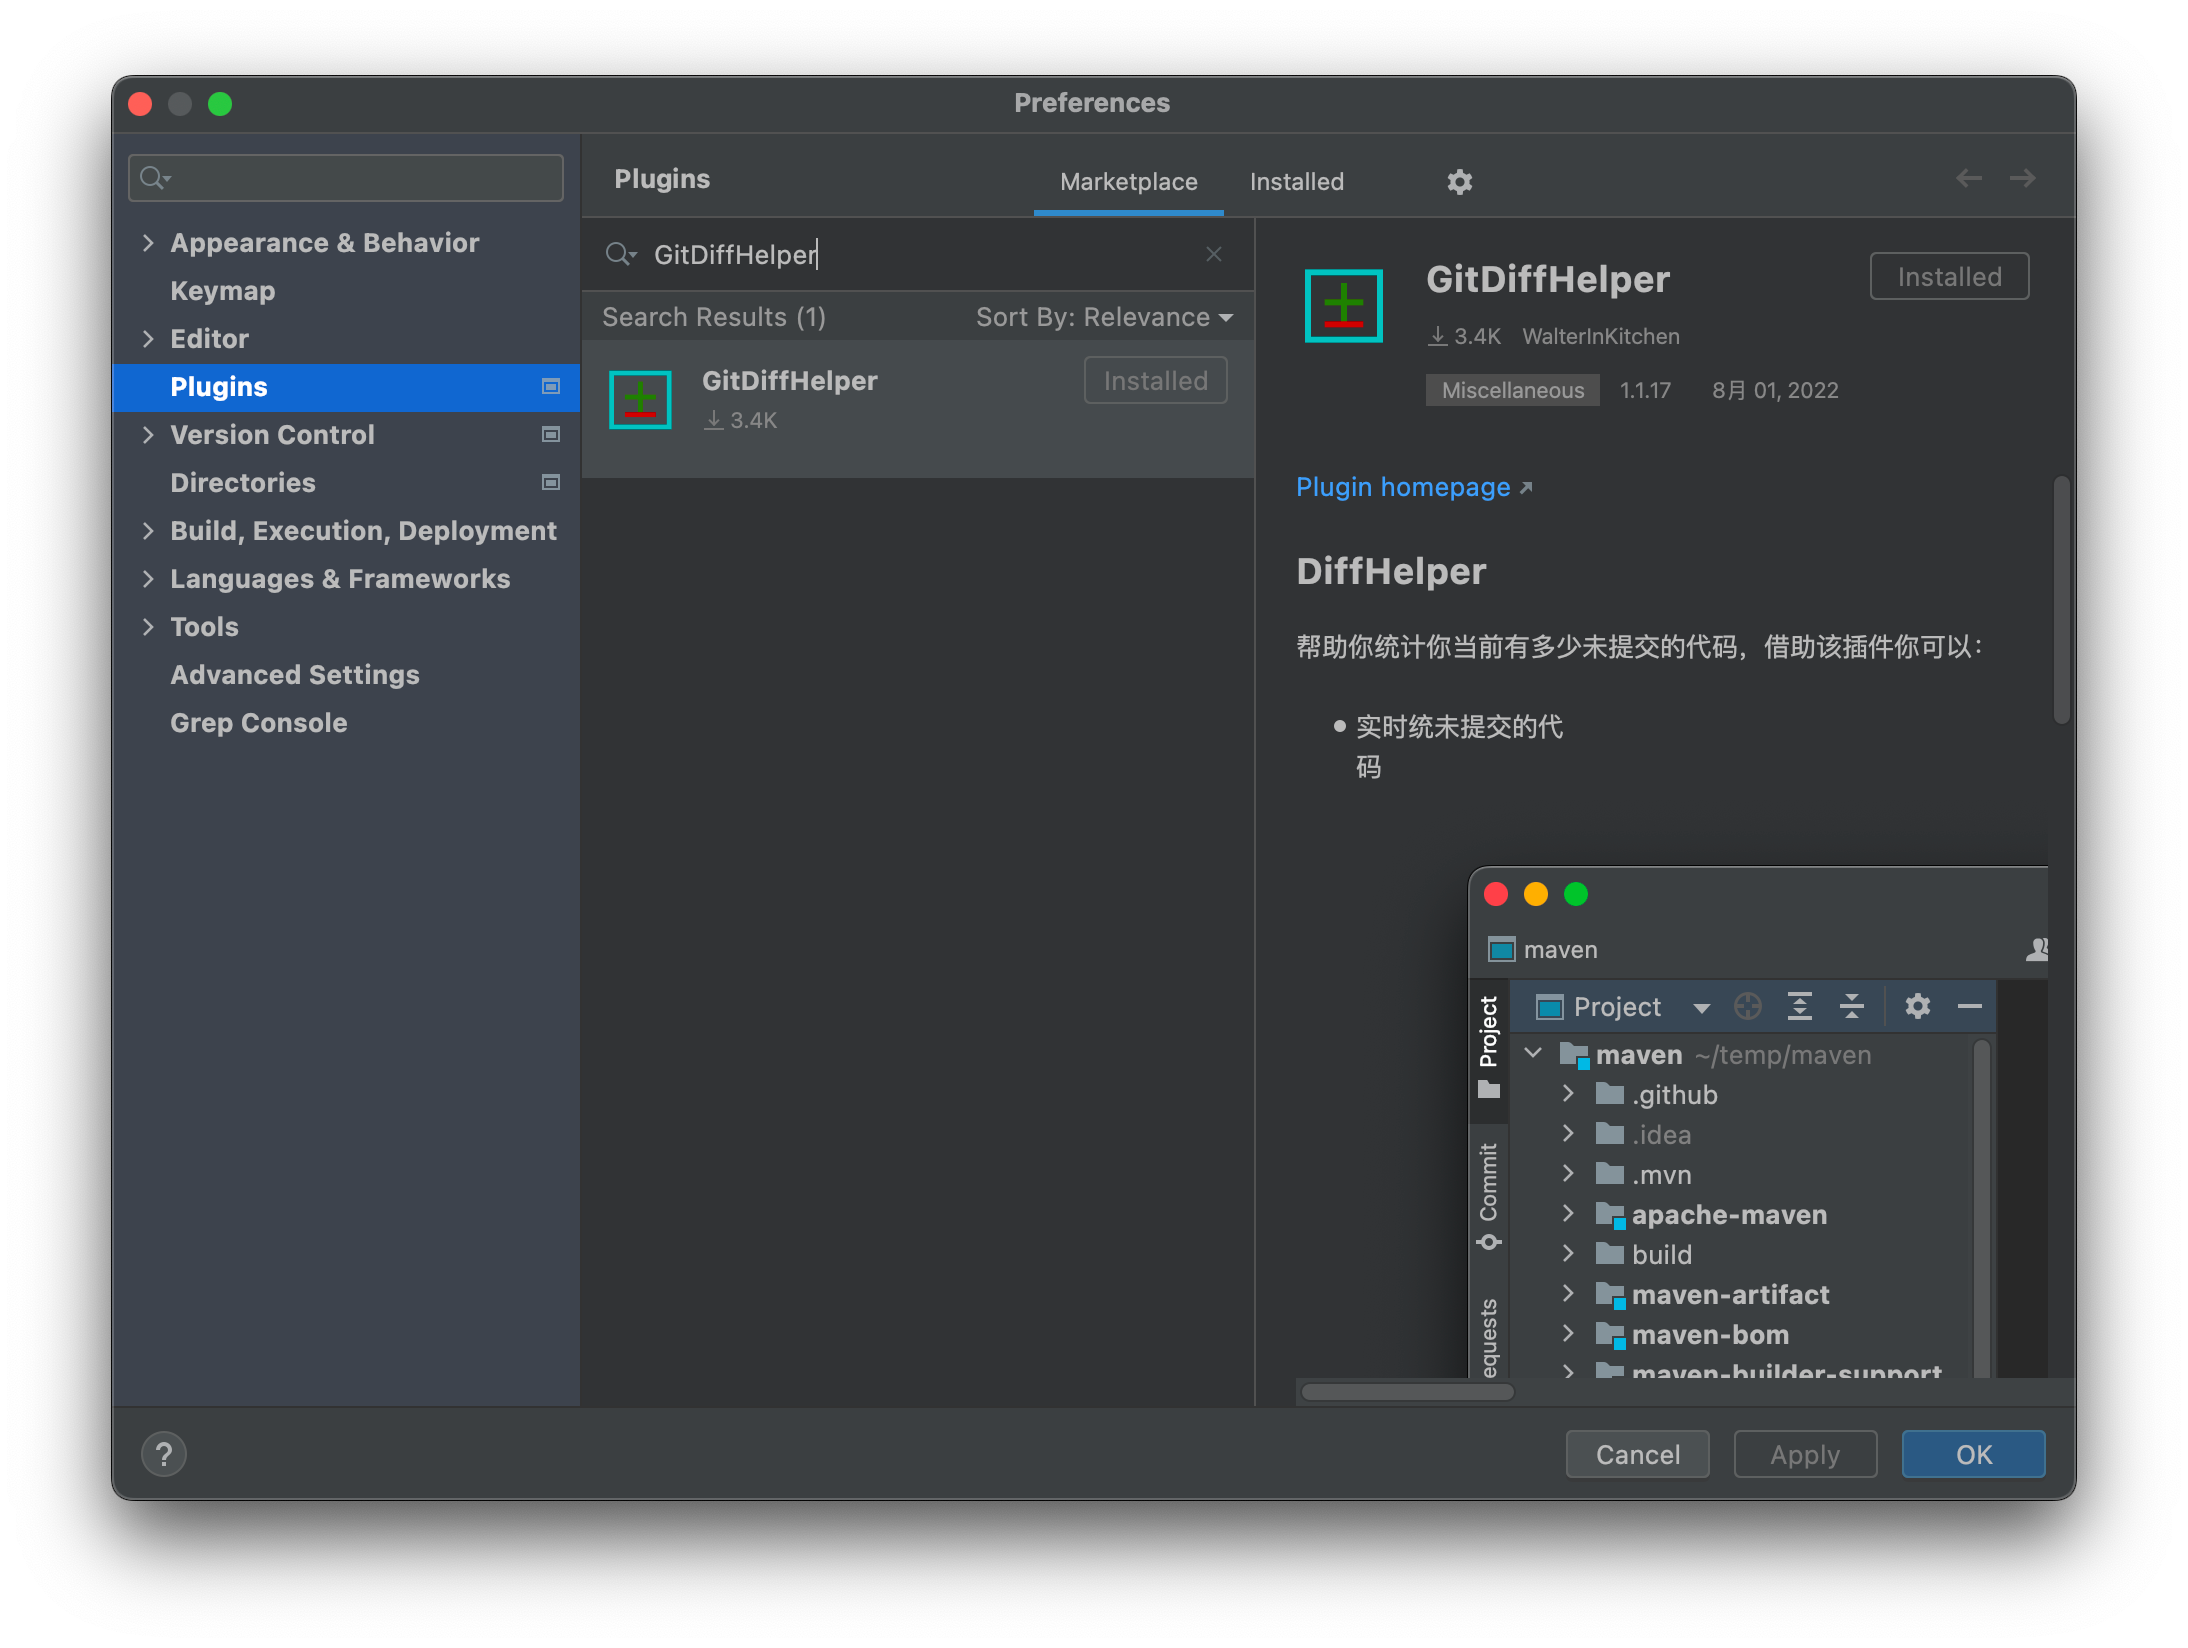 Preferences
Plugins
Marketplace
Installed
Appearance & Behavior
Keymap
Editor
Plugins
Version Control
Directories
Build, Execution, Deployment
Languages & Frameworks
Tools
Advanced Settings
Grep Console
GitDiffHelper
Search Results (1)
Sort By: Relevance
GitDiffHelper
Installed
3.4K
GitDiffHelper
Installed
3.4K WalterInKitchen
Miscellaneous 1.1.17 8月 01, 2022
Plugin homepage
DiffHelper
帮助你统计你当前有多少未提交的代码，借助该插件你可以：
实时统未提交的代
码
maven
Project
Commit
equests
Project
maven ~/temp/maven
.github
.idea
.mvn
apache-maven
build
maven-artifact
maven-bom
maven-builder-support
?
Cancel
Apply
OK